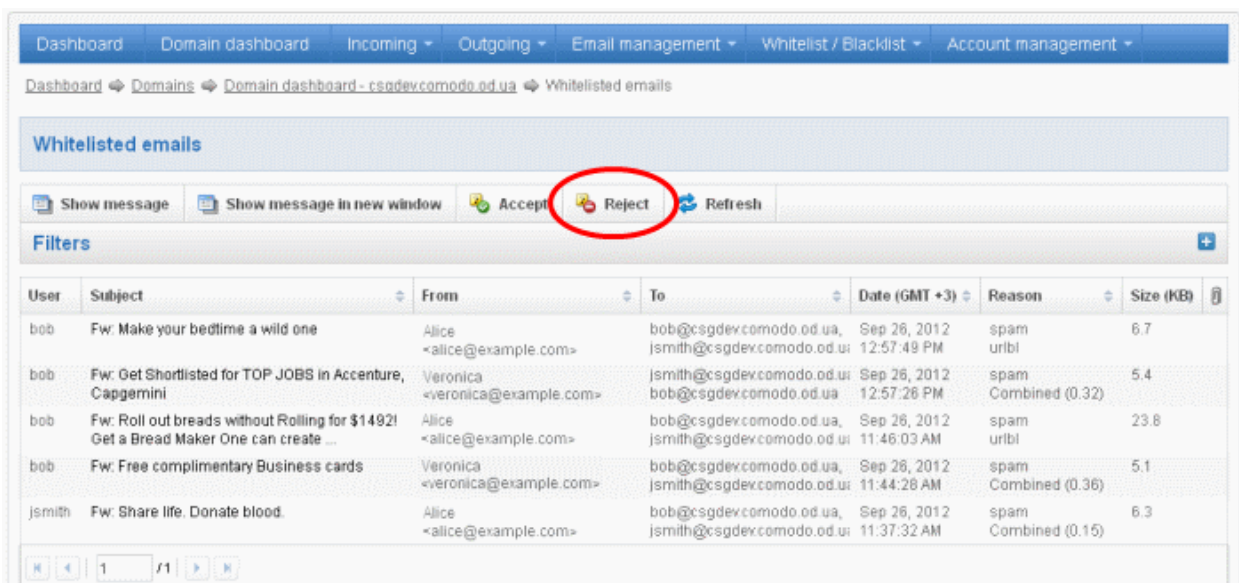 Dashboard Domain dashboard Incoming Outgoing Email management Whitelist / Blacklist Account management
Dashboard Domains Domain dashboard - csgdev.comodo.od.ua Whitelisted emails
Whitelisted emails
Show message Show message in new window Accept Reject Refresh
Filters
User Subject From To Date (GMT +3) Reason Size (KB)
bob Fw: Make your bedtime a wild one Alice bob@csgdev.comodo.od.ua, Sep 26, 2012 spam 6.7
<alice@example.com> jsmith@csgdev.comodo.od.ua 12:57:49 PM urlbl
bob Fw: Get Shortlisted for TOP JOBS in Accenture, Veronica jsmith@csgdev.comodo.od.ua Sep 26, 2012 spam 5.4
Capgemini <veronica@example.com> bob@csgdev.comodo.od.ua 12:57:26 PM Combined (0.32)
bob Fw: Roll out breads without Rolling for $1492! Alice bob@csgdev.comodo.od.ua, Sep 26, 2012 spam 23.8
Get a Bread Maker One can create ... <alice@example.com> jsmith@csgdev.comodo.od.ua 11:46:03 AM urlbl
bob Fw: Free complimentary Business cards Veronica bob@csgdev.comodo.od.ua, Sep 26, 2012 spam 5.1
<veronica@example.com> jsmith@csgdev.comodo.od.ua 11:44:28 AM Combined (0.36)
jsmith Fw: Share life. Donate blood. Alice bob@csgdev.comodo.od.ua, Sep 26, 2012 spam 6.3
<alice@example.com> jsmith@csgdev.comodo.od.ua 11:37:32 AM Combined (0.15)
1 /1